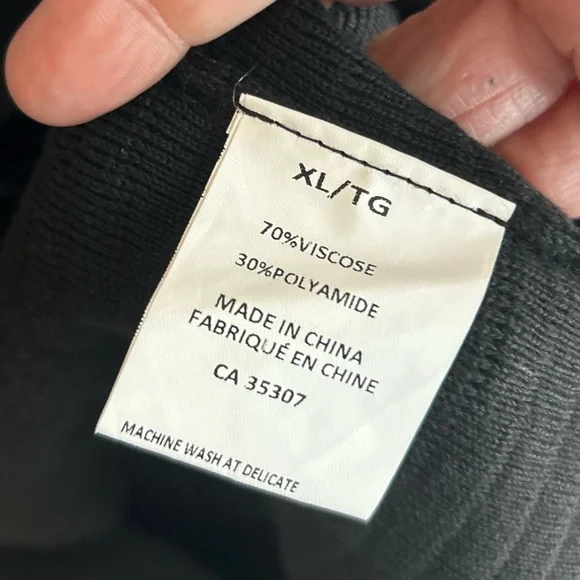 XL/TG
70%VISCOSE
30%POLYAMIDE
MADE IN CHINA
FABRIQUÉ EN CHINE
CA 35307
MACHINE WASH AT DELICATE